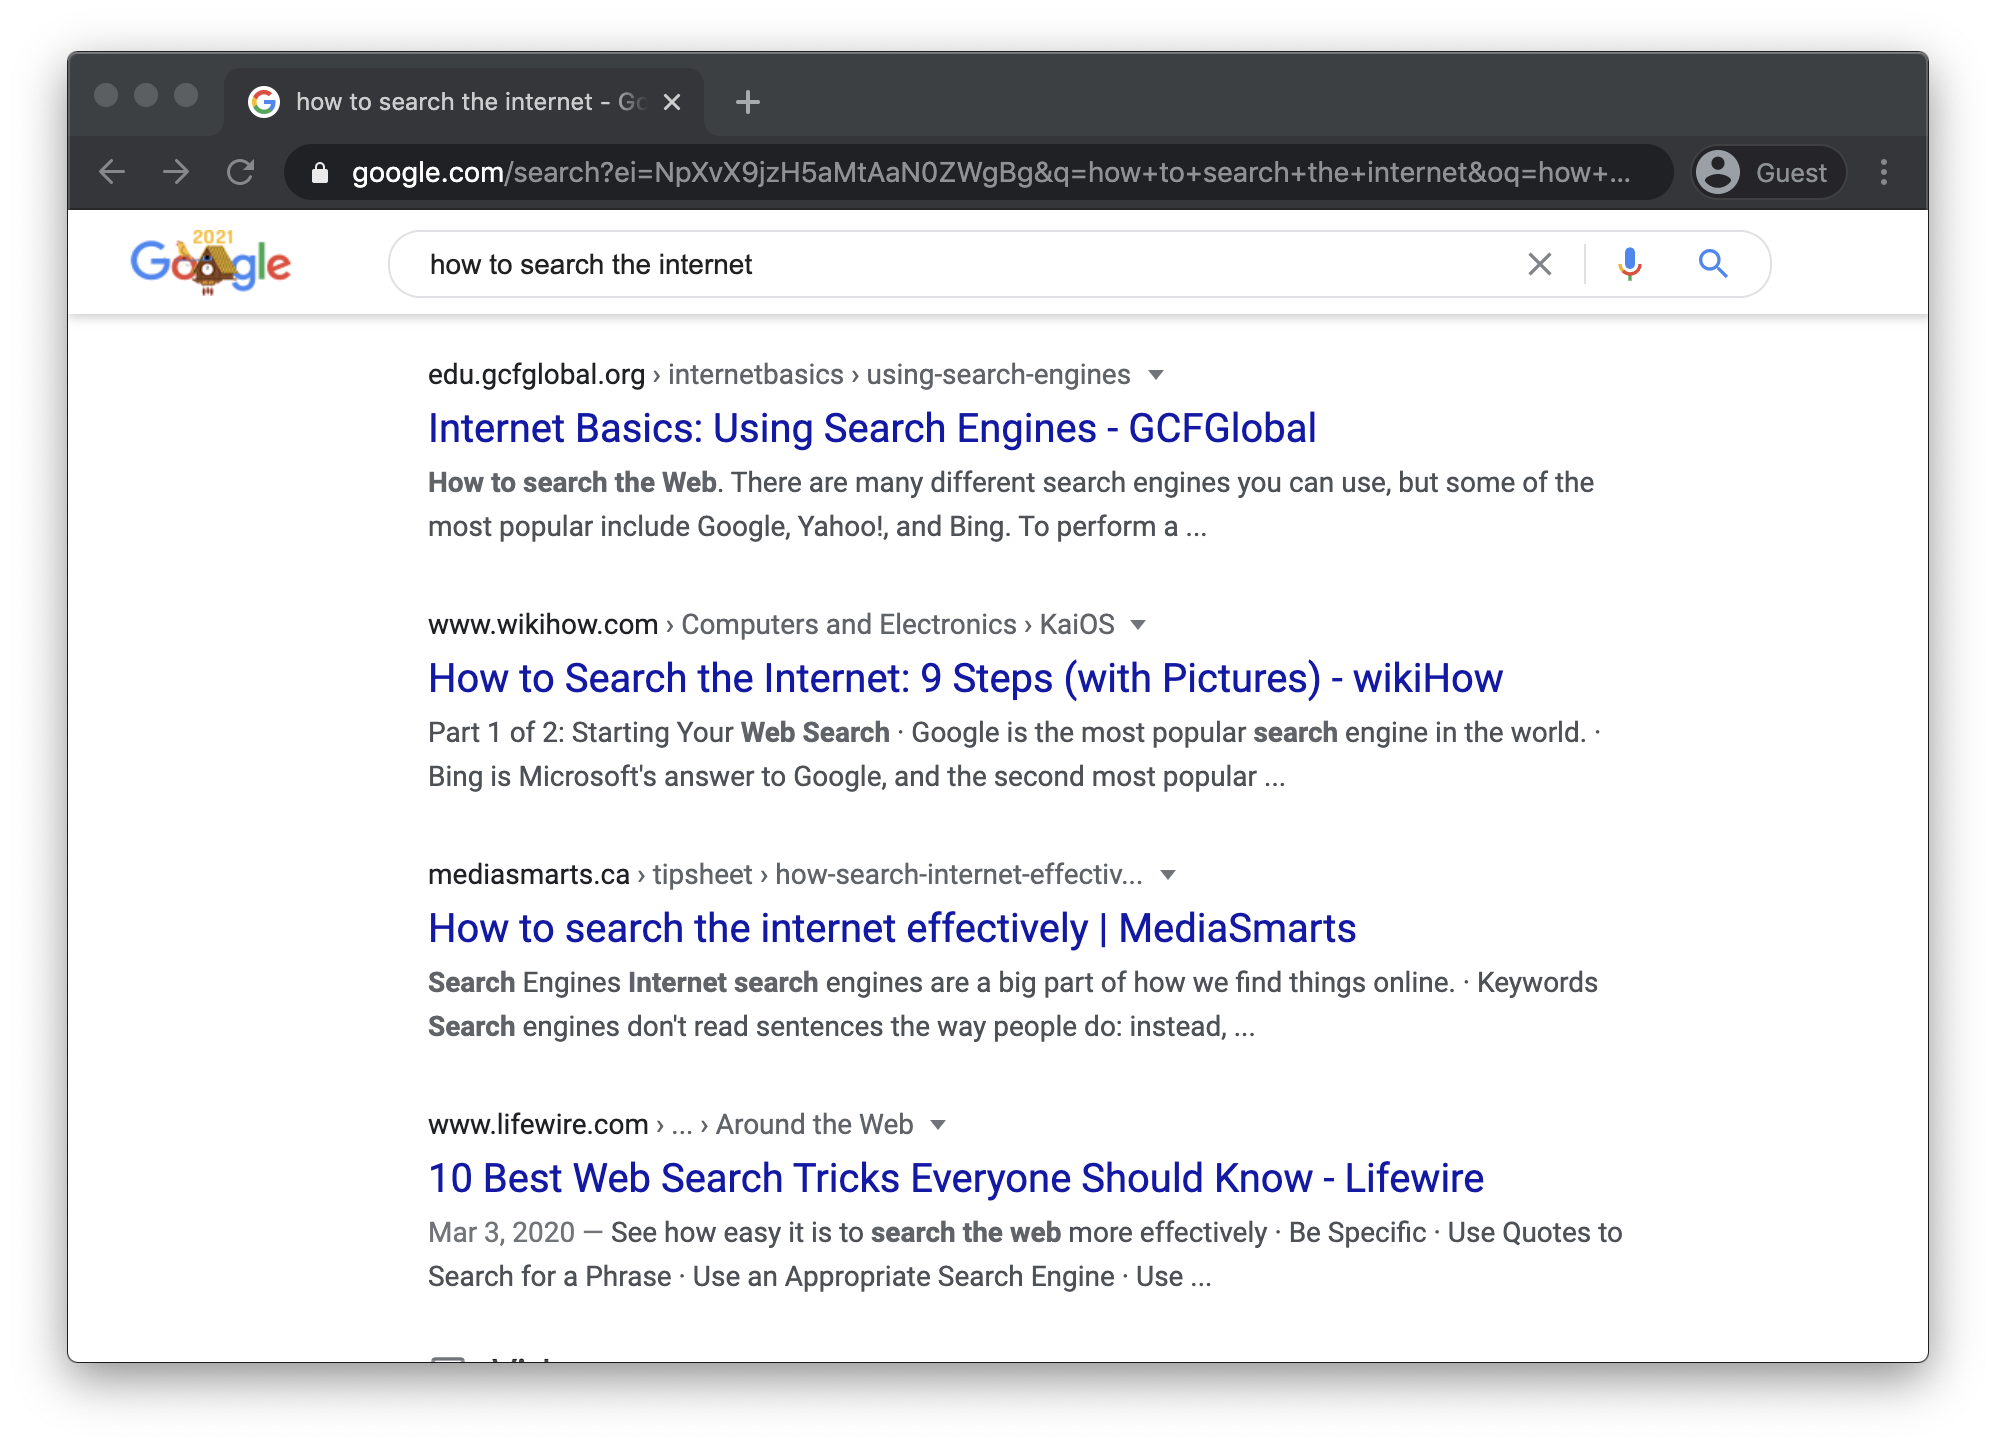 how to search the internet - Go
google.com/search?ei=NpXvX9jzH5aMtAaN0ZWgBg&q=how+to+search+the+internet&oq=how+...
Guest
2021
Google
how to search the internet
edu.gcfglobal.org › internetbasics › using-search-engines
Internet Basics: Using Search Engines - GCFGlobal
How to search the Web. There are many different search engines you can use, but some of the
most popular include Google, Yahoo!, and Bing. To perform a ...
www.wikihow.com › Computers and Electronics › KaiOS
How to Search the Internet: 9 Steps (with Pictures) - wikiHow
Part 1 of 2: Starting Your Web Search · Google is the most popular search engine in the world. ·
Bing is Microsoft's answer to Google, and the second most popular ...
mediasmarts.ca › tipsheet › how-search-internet-effectiv...
How to search the internet effectively | MediaSmarts
Search Engines Internet search engines are a big part of how we find things online. · Keywords
Search engines don't read sentences the way people do: instead, ...
www.lifewire.com › ... › Around the Web
10 Best Web Search Tricks Everyone Should Know - Lifewire
Mar 3, 2020 — See how easy it is to search the web more effectively · Be Specific · Use Quotes to
Search for a Phrase · Use an Appropriate Search Engine · Use ...